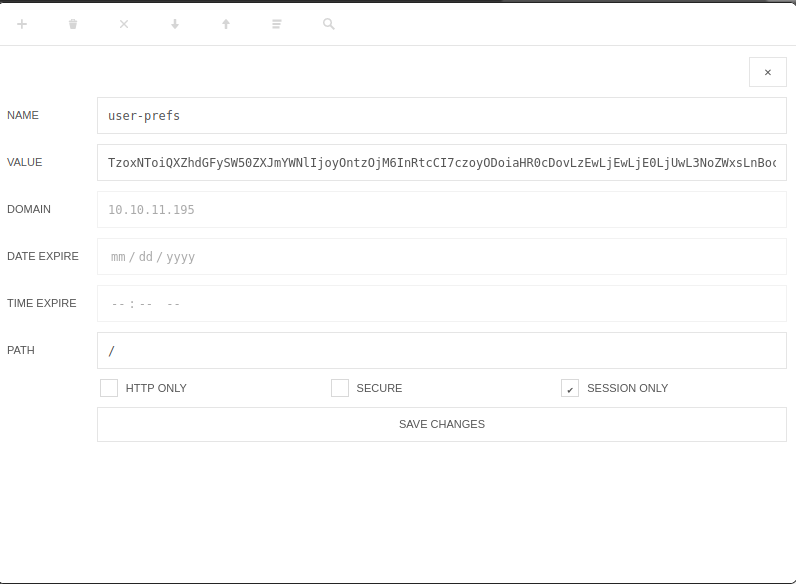 ×
NAME
user-prefs
VALUE
TzoxNToiQXZhdGFySW50ZXJmYWNlIjoyOntzOjM6InRtcCI7czoyODoiaHR0cDovLzEwLjEwLjE0LjUwL3NoZWxsLnBoc
DOMAIN
10.10.11.195
DATE EXPIRE
mm/dd/yyyy
TIME EXPIRE
--:-- --
PATH
/
HTTP ONLY SECURE ✔ SESSION ONLY
SAVE CHANGES